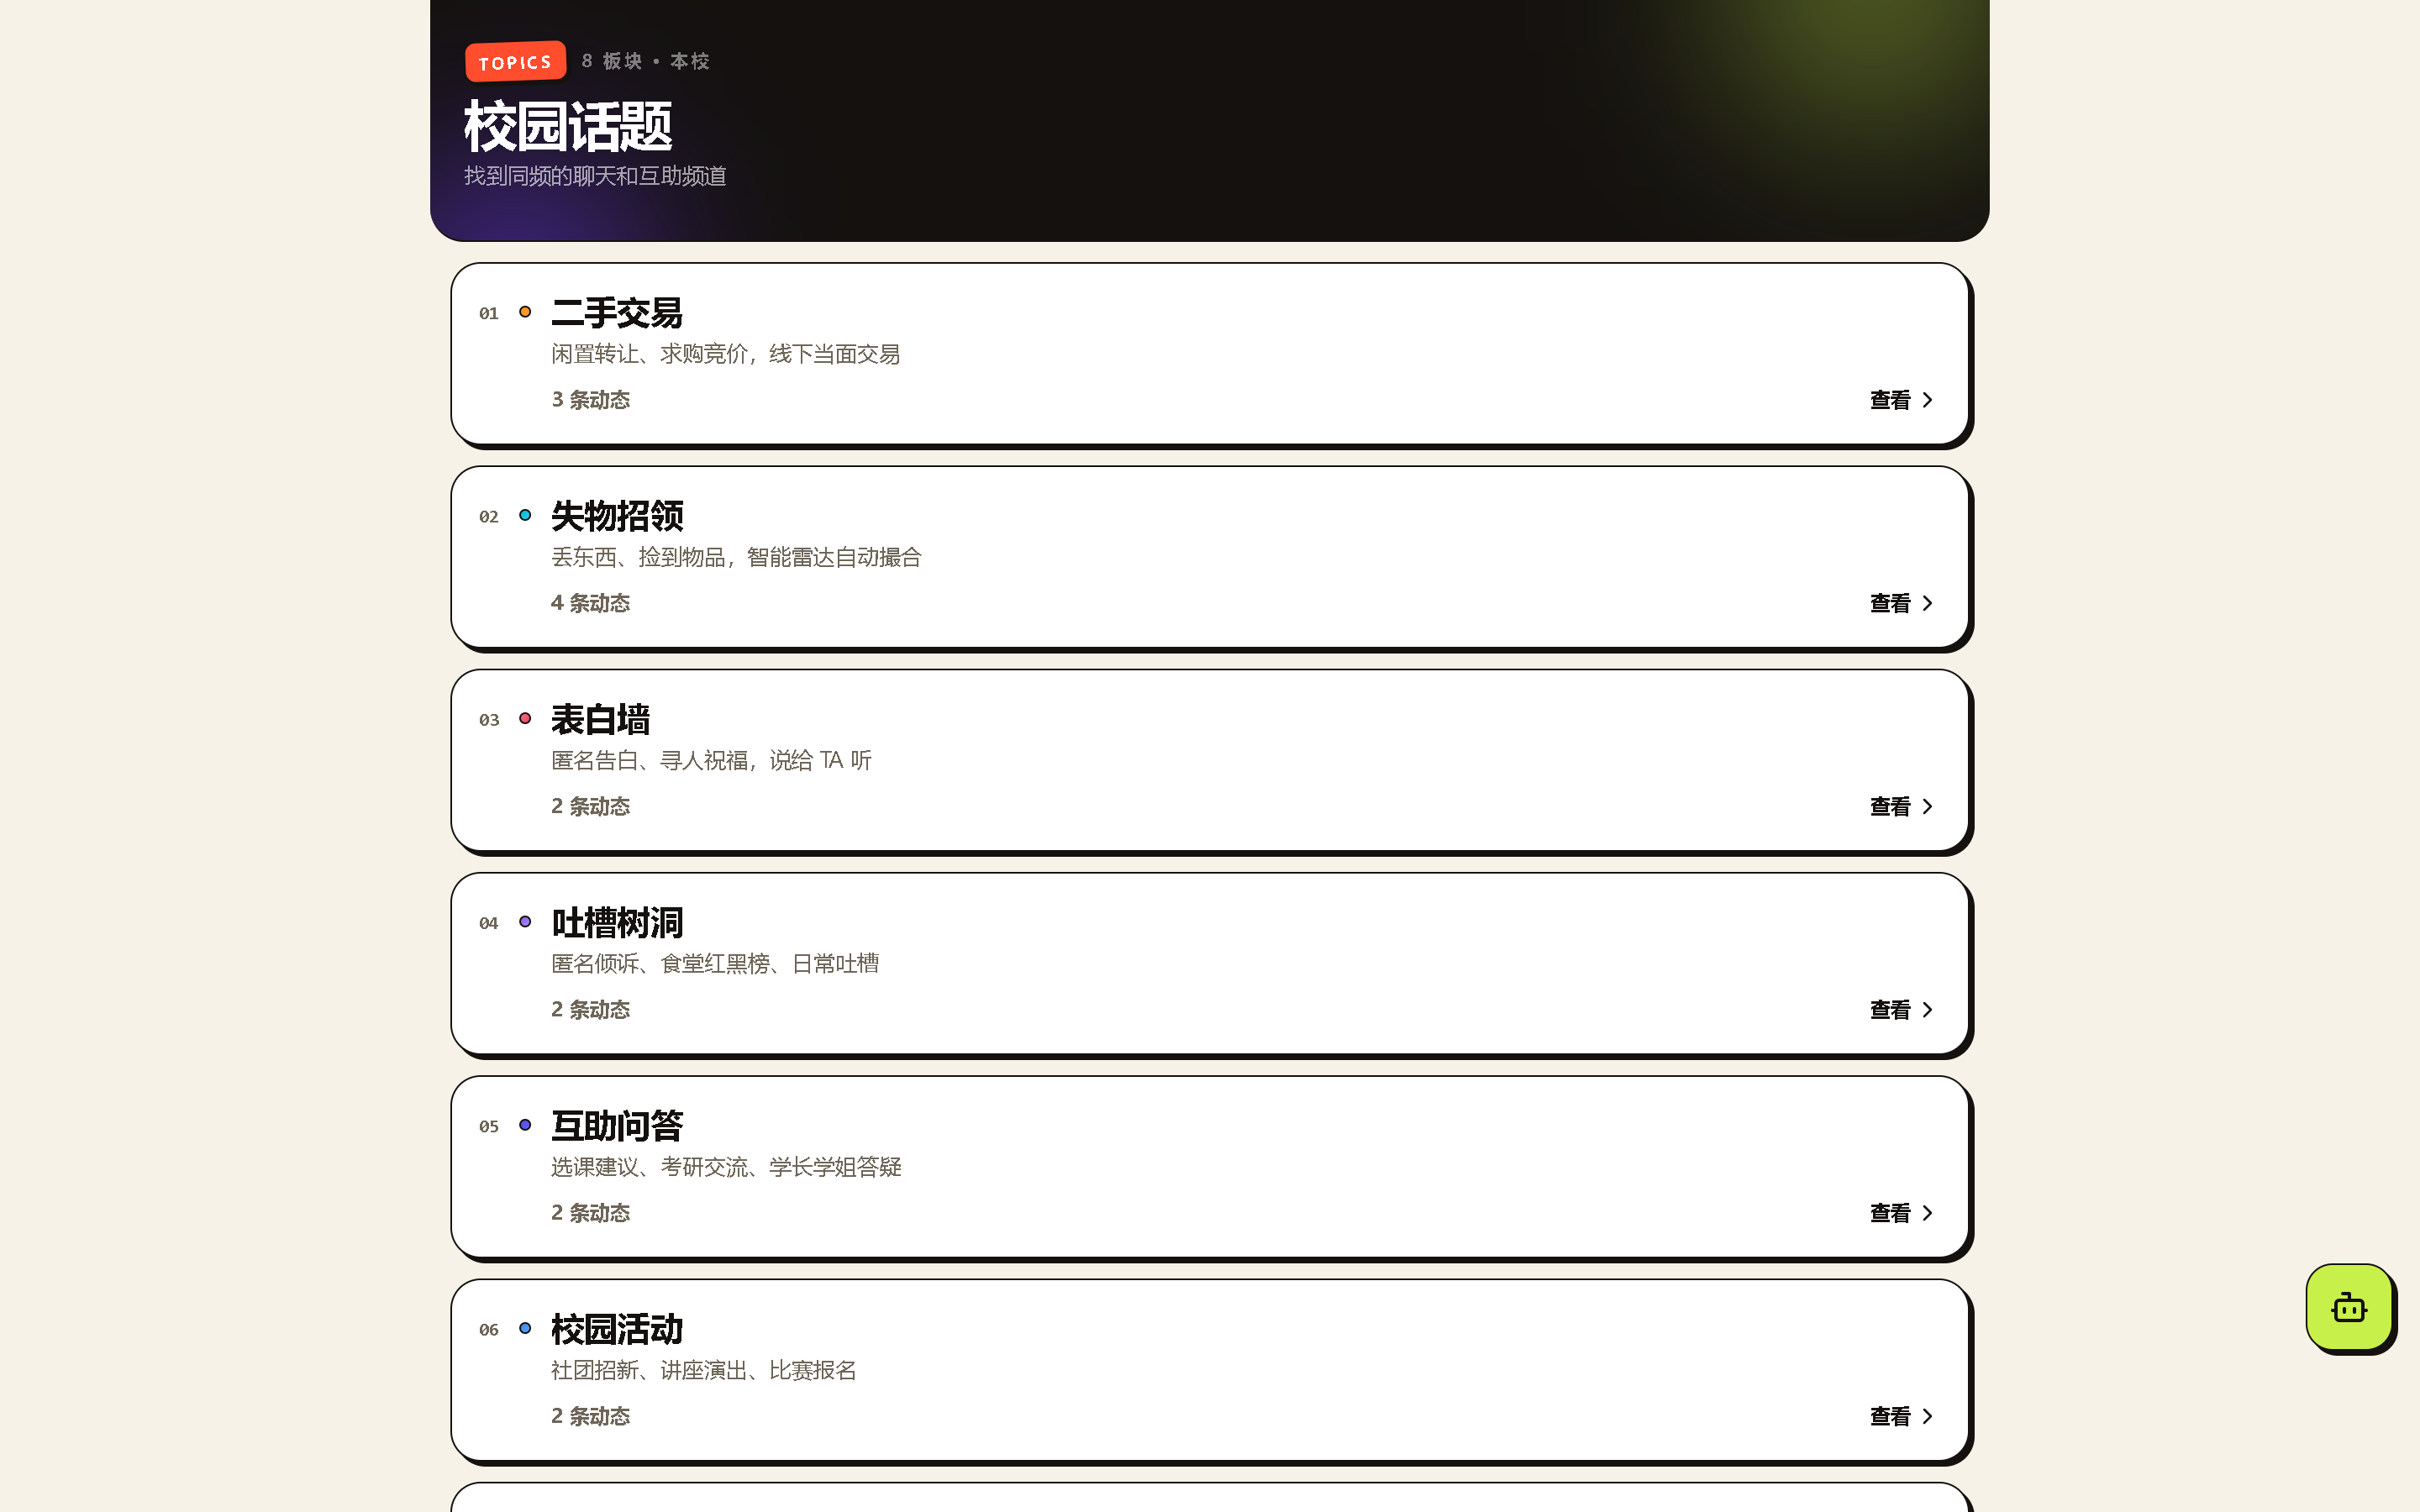 TOPICS 8 板块 • 本校
校园话题
找到同频的聊天和互助频道
01 二手交易
闲置转让、求购竞价，线下当面交易
3 条动态 查看
02 失物招领
丢东西、捡到物品，智能雷达自动撮合
4 条动态 查看
03 表白墙
匿名告白、寻人祝福，说给 TA 听
2 条动态 查看
04 吐槽树洞
匿名倾诉、食堂红黑榜、日常吐槽
2 条动态 查看
05 互助问答
选课建议、考研交流、学长学姐答疑
2 条动态 查看
06 校园活动
社团招新、讲座演出、比赛报名
2 条动态 查看